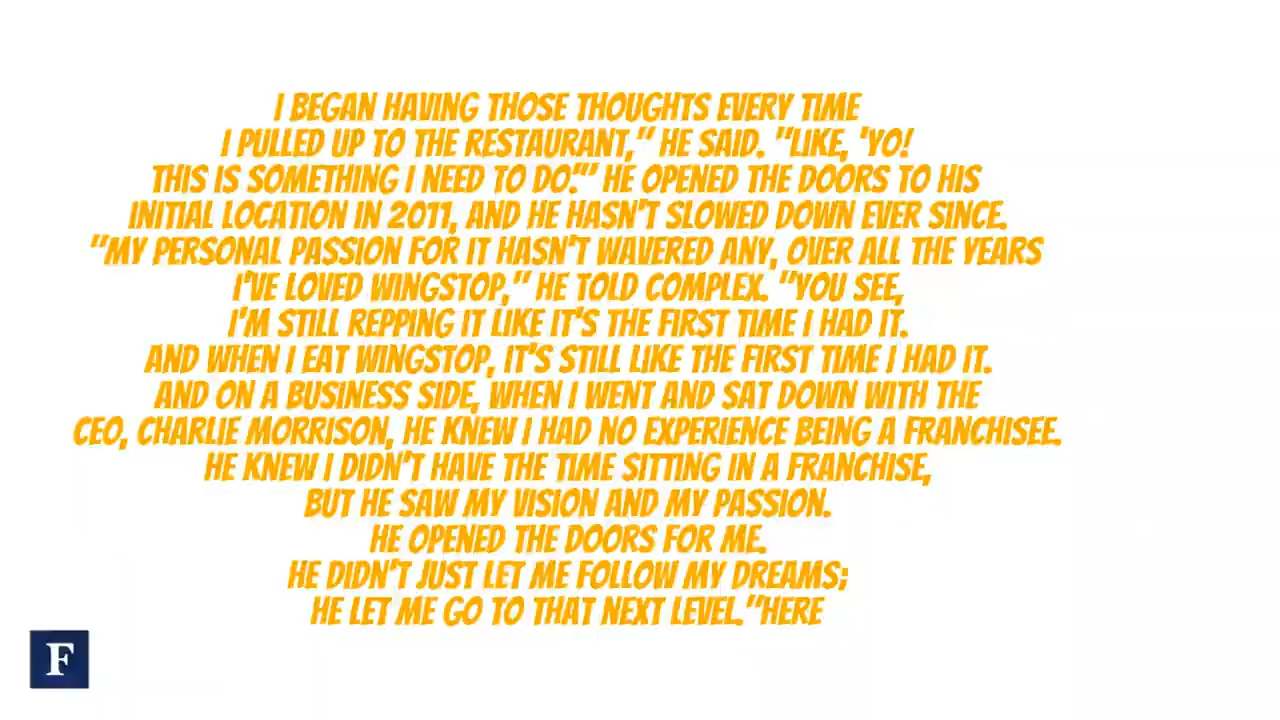 I BEGAN HAVING THOSE THOUGHTS EVERY TIME
I PULLED UP TO THE RESTAURANT," HE SAID. "LIKE, 'YO!
THIS IS SOMETHING I NEED TO DO.'" HE OPENED THE DOORS TO HIS
INITIAL LOCATION IN 2011, AND HE HASN'T SLOWED DOWN EVER SINCE.
"MY PERSONAL PASSION FOR IT HASN'T WAVERED ANY, OVER ALL THE YEARS
I'VE LOVED WINGSTOP," HE TOLD COMPLEX. "YOU SEE,
I'M STILL REPPING IT LIKE IT'S THE FIRST TIME I HAD IT.
AND WHEN I EAT WINGSTOP, IT'S STILL LIKE THE FIRST TIME I HAD IT.
AND ON A BUSINESS SIDE, WHEN I WENT AND SAT DOWN WITH THE
CEO, CHARLIE MORRISON, HE KNEW I HAD NO EXPERIENCE BEING A FRANCHISEE.
HE KNEW I DIDN'T HAVE THE TIME SITTING IN A FRANCHISE,
BUT HE SAW MY VISION AND MY PASSION.
HE OPENED THE DOORS FOR ME.
HE DIDN'T JUST LET ME FOLLOW MY DREAMS;
HE LET ME GO TO THAT NEXT LEVEL."HERE
F